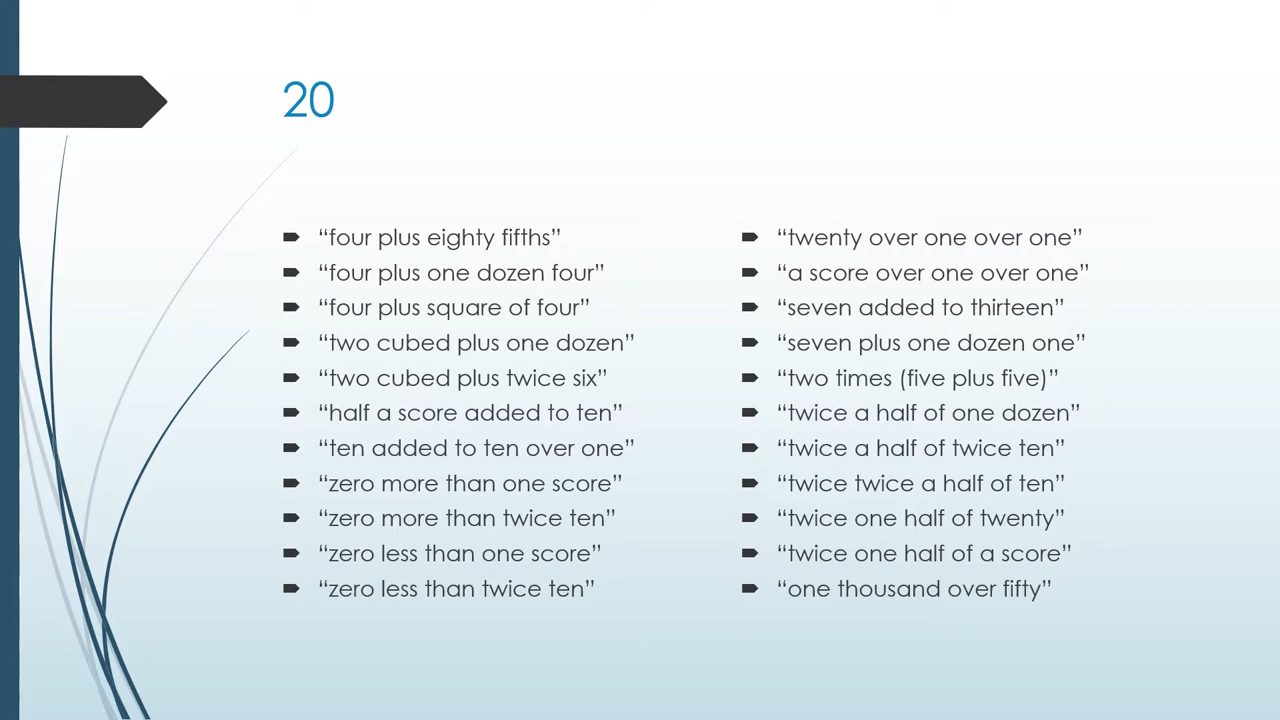 20
“four plus eighty fifths”
“four plus one dozen four”
“four plus square of four”
“two cubed plus one dozen”
“two cubed plus twice six”
“half a score added to ten”
“ten added to ten over one”
“zero more than one score”
“zero more than twice ten”
“zero less than one score”
“zero less than twice ten”
“twenty over one over one”
“a score over one over one”
“seven added to thirteen”
“seven plus one dozen one”
“two times (five plus five)”
“twice a half of one dozen”
“twice a half of twice ten”
“twice twice a half of ten”
“twice one half of twenty”
“twice one half of a score”
“one thousand over fifty”